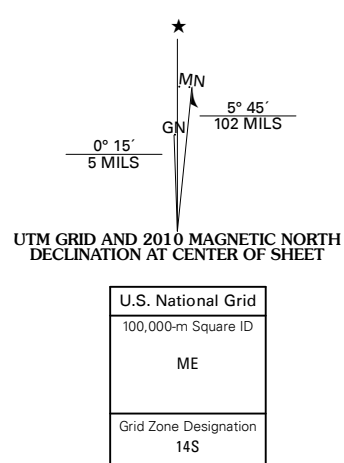 ★
MN
5° 45´
102 MILS
GN
0° 15´
5 MILS
UTM GRID AND 2010 MAGNETIC NORTH
DECLINATION AT CENTER OF SHEET
U.S. National Grid
100,000-m Square ID
ME
Grid Zone Designation
14S